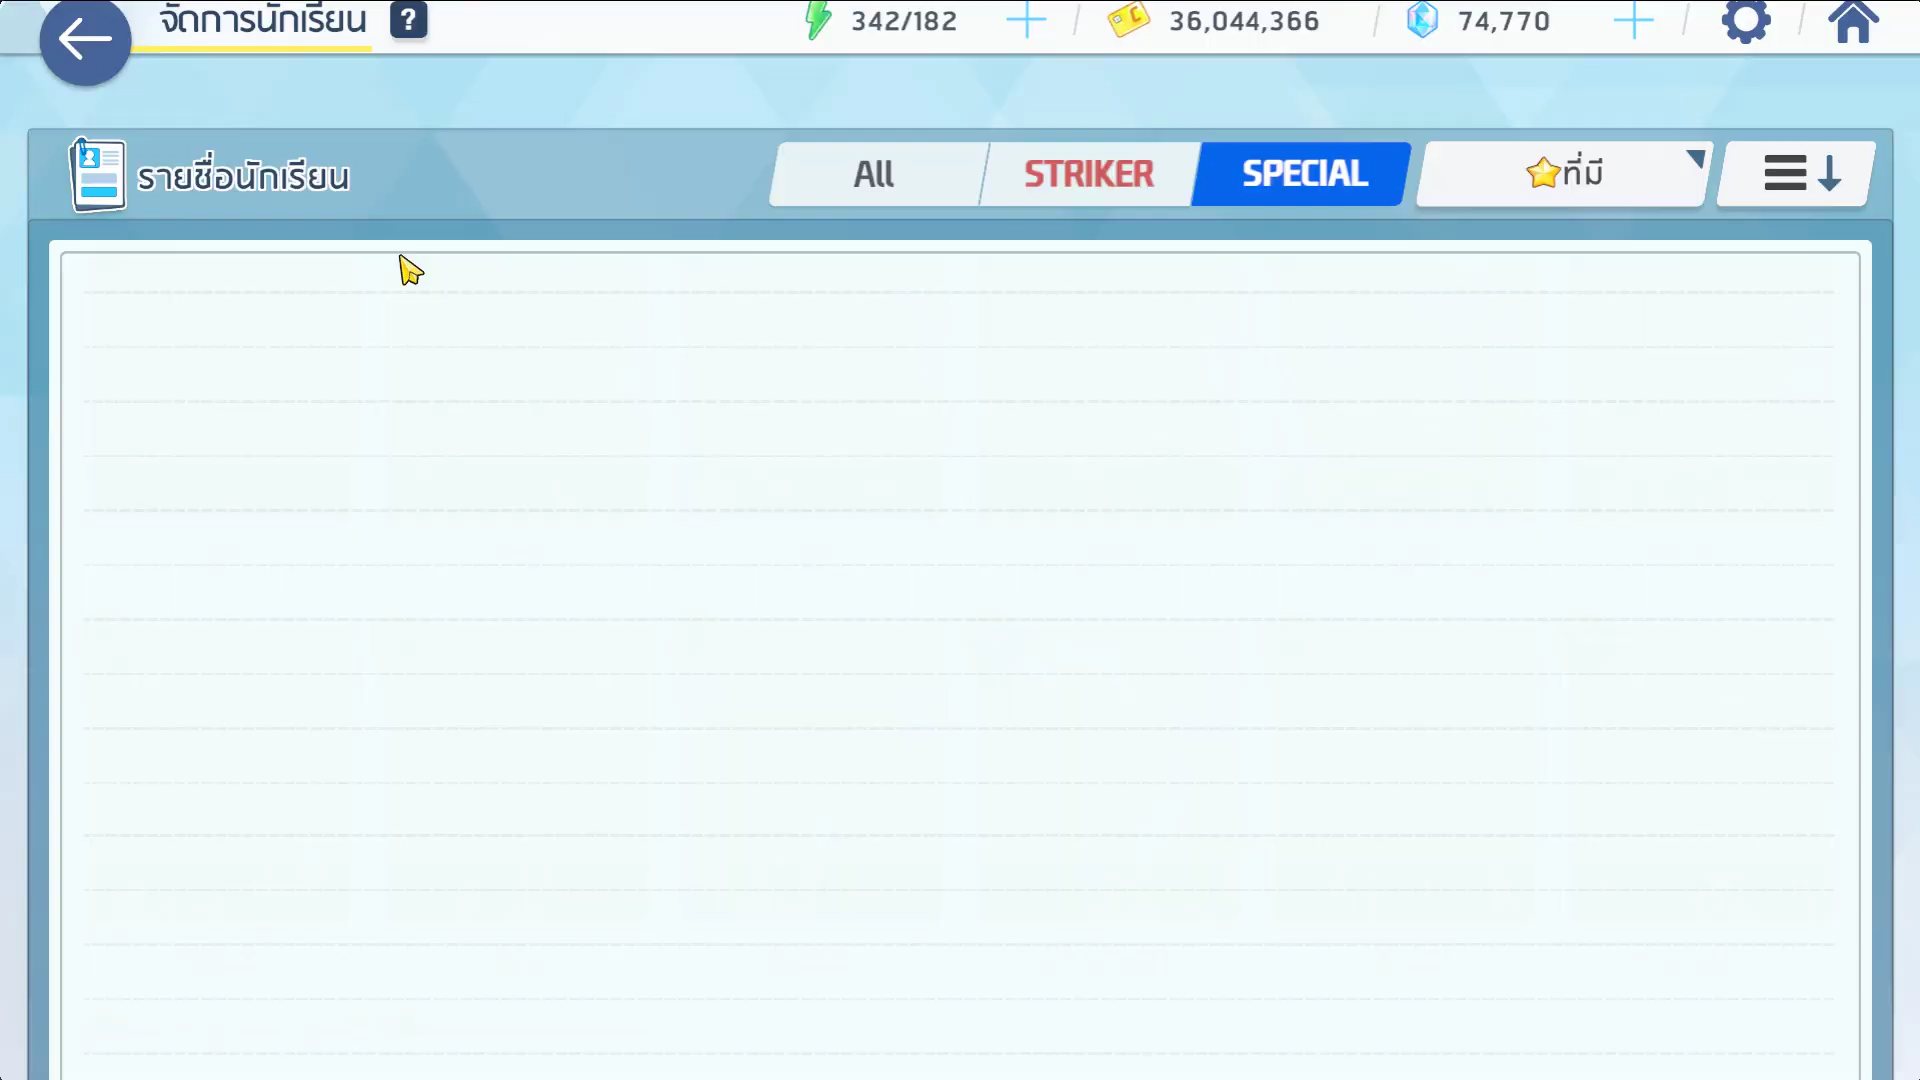 จัดการนักเรียน ?
342/182
36,044,366
74,770
รายชื่อนักเรียน
All
STRIKER
SPECIAL
ที่มี